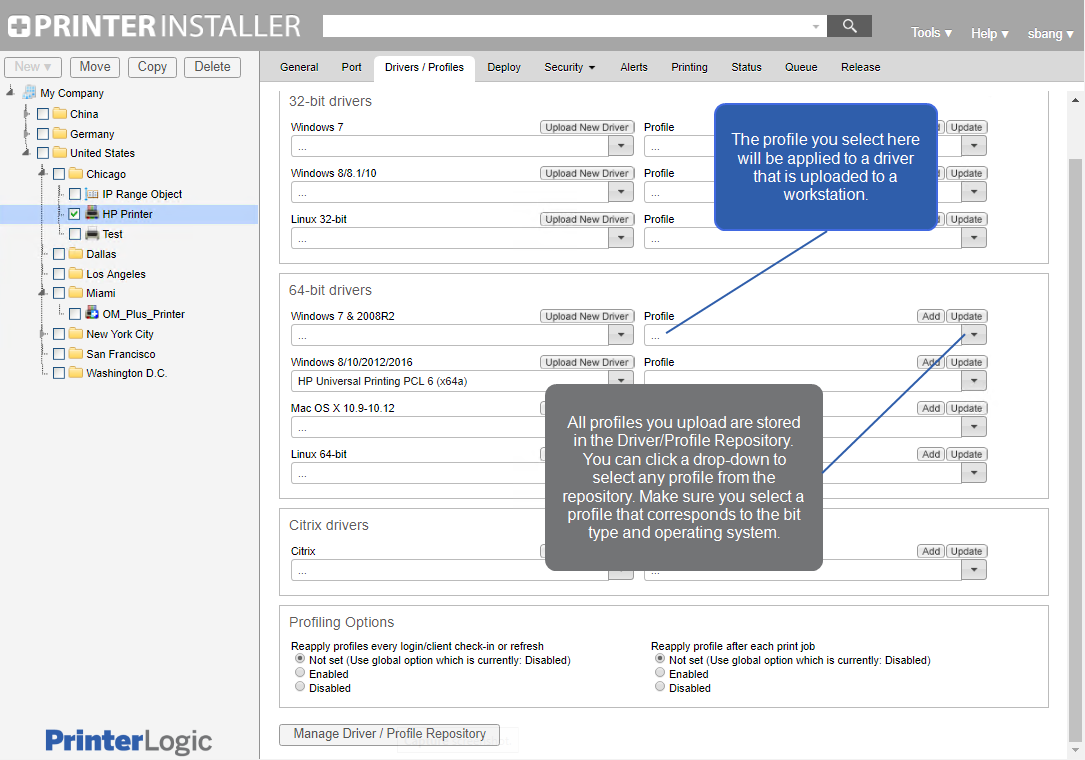 PRINTER INSTALLER
Tools ▼ Help ▼ sbang ▼
New ▼ Move Copy Delete
General Port Drivers / Profiles Deploy Security ▼ Alerts Printing Status Queue Release
My Company
China
Germany
United States
Chicago
IP Range Object
HP Printer
Test
Dallas
Los Angeles
Miami
OM_Plus_Printer
New York City
San Francisco
Washington D.C.
PrinterLogic
32-bit drivers
Windows 7 Upload New Driver Profile Update
... ...
Windows 8/8.1/10 Upload New Driver Profile Update
... ...
Linux 32-bit Upload New Driver Profile Update
... ...
The profile you select here
will be applied to a driver
that is uploaded to a
workstation.
64-bit drivers
Windows 7 & 2008R2 Upload New Driver Profile Add Update
... ...
Windows 8/10/2012/2016 Upload New Driver Profile Add Update
HP Universal Printing PCL 6 (x64a)
Mac OS X 10.9-10.12 Add Update
...
Linux 64-bit Add Update
...
All profiles you upload are stored
in the Driver/Profile Repository.
You can click a drop-down to
select any profile from the
repository. Make sure you select a
profile that corresponds to the bit
type and operating system.
Citrix drivers
Citrix Add Update
... ...
Profiling Options
Reapply profiles every login/client check-in or refresh
Not set (Use global option which is currently: Disabled)
Enabled
Disabled
Reapply profile after each print job
Not set (Use global option which is currently: Disabled)
Enabled
Disabled
Manage Driver / Profile Repository